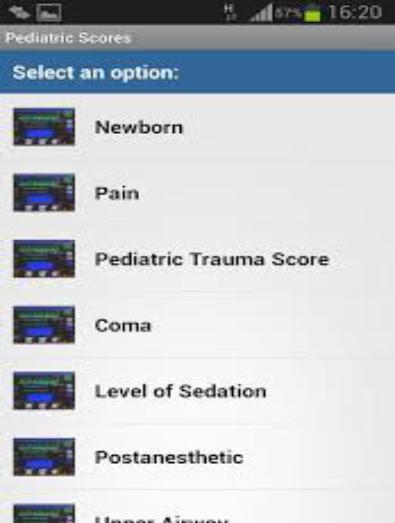 H
67% 16:20
Pediatric Scores
Select an option:
Newborn
Pain
Pediatric Trauma Score
Coma
Level of Sedation
Postanesthetic
Upper Airway